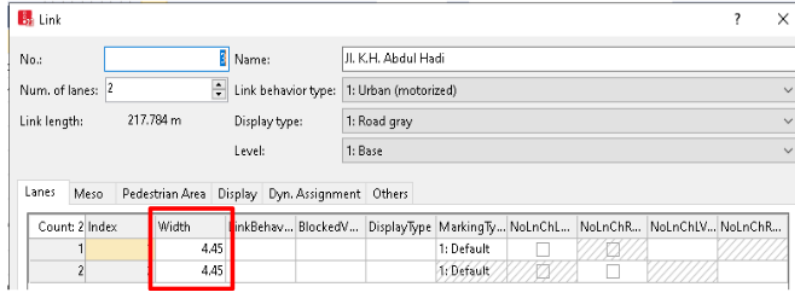 Link ? X
No.: 3 Name: Jl. K.H. Abdul Hadi
Num. of lanes: 2 Link behavior type: 1: Urban (motorized)
Link length: 217.784 m Display type: 1: Road gray
Level: 1: Base
Lanes Meso Pedestrian Area Display Dyn. Assignment Others
Count: 2 Index Width LinkBehav... BlockedV... DisplayType MarkingTy... NoLnChL... NoLnChR... NoLnChLV... NoLnChR...
1 4.45 1: Default
2 4.45 1: Default